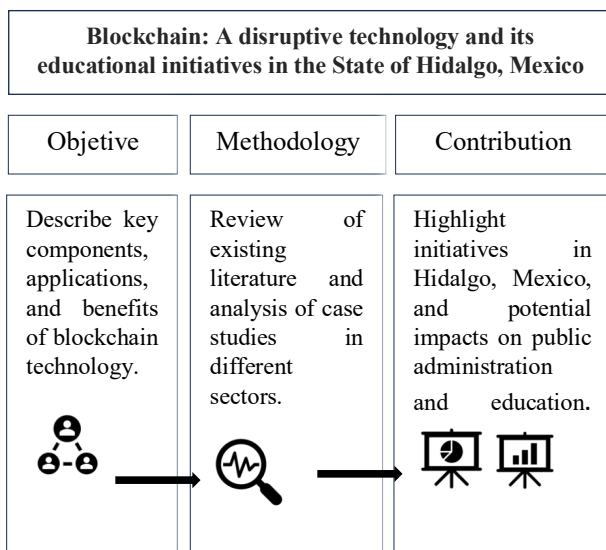 Blockchain: A disruptive technology and its
educational initiatives in the State of Hidalgo, Mexico
Objetive
Methodology
Contribution
Describe key
components,
applications,
and benefits
of blockchain
technology.
Review of
existing
literature and
analysis of case
studies in
different
sectors.
Highlight
initiatives in
Hidalgo, Mexico,
and potential
impacts on public
administration
and education.